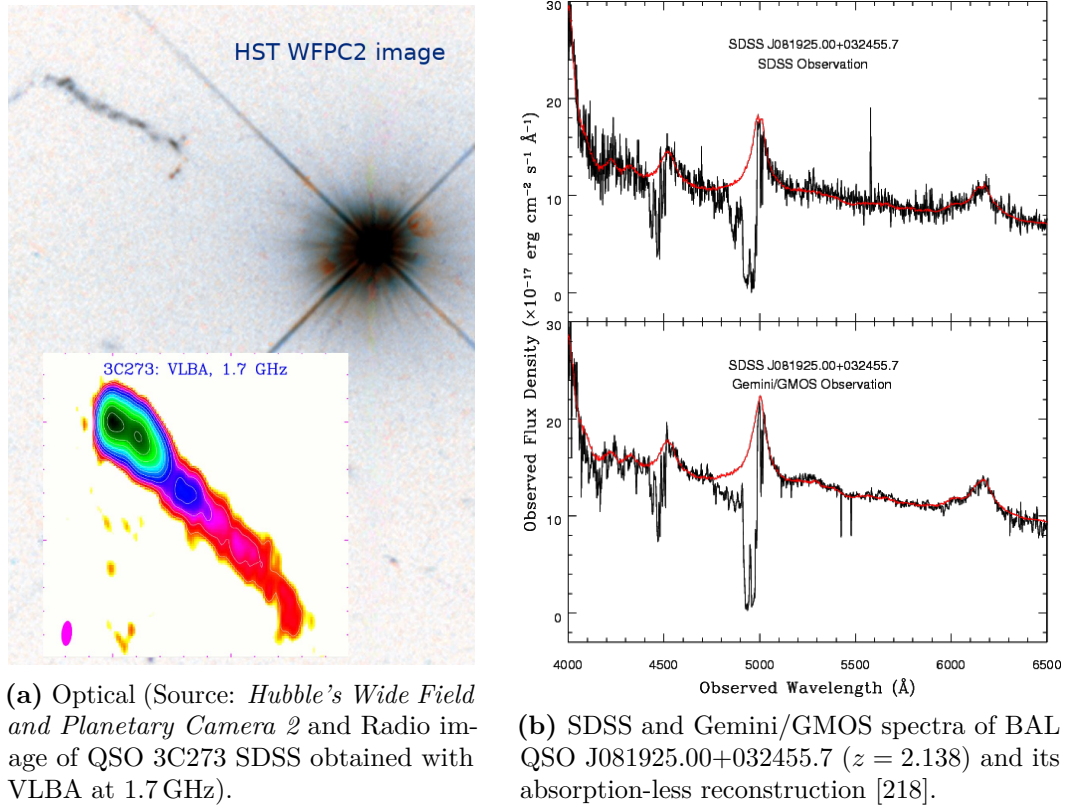 HST WFPC2 image
3C273: VLBA, 1.7 GHz
(a) Optical (Source: Hubble's Wide Field
and Planetary Camera 2 and Radio im-
age of QSO 3C273 SDSS obtained with
VLBA at 1.7 GHz).
30
SDSS J081925.00+032455.7
SDSS Observation
20
10
0
30
SDSS J081925.00+032455.7
Gemini/GMOS Observation
20
10
0
Observed Flux Density (×10⁻¹⁷ erg cm⁻² s⁻¹ Å⁻¹)
4000 4500 5000 5500 6000 6500
Observed Wavelength (Å)
(b) SDSS and Gemini/GMOS spectra of BAL
QSO J081925.00+032455.7 (z = 2.138) and its
absorption-less reconstruction [218].